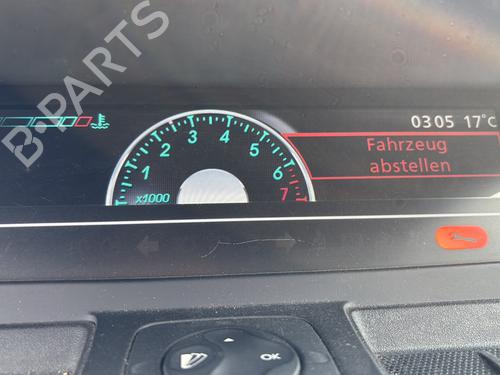 B-PARTS
0305 17°C
Fahrzeug
abstellen
1 2 3 4 5 6 7
x1000
OK